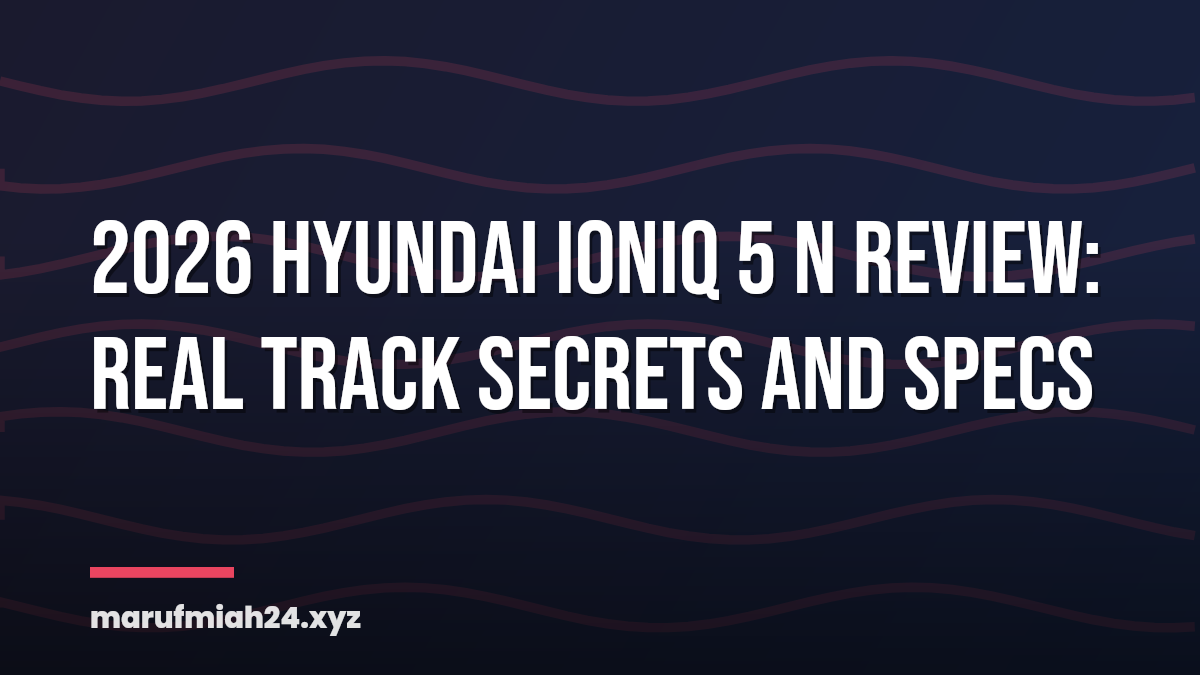 2026 HYUNDAI IONIQ 5 N REVIEW:
REAL TRACK SECRETS AND SPECS
marufmiah24.xyz